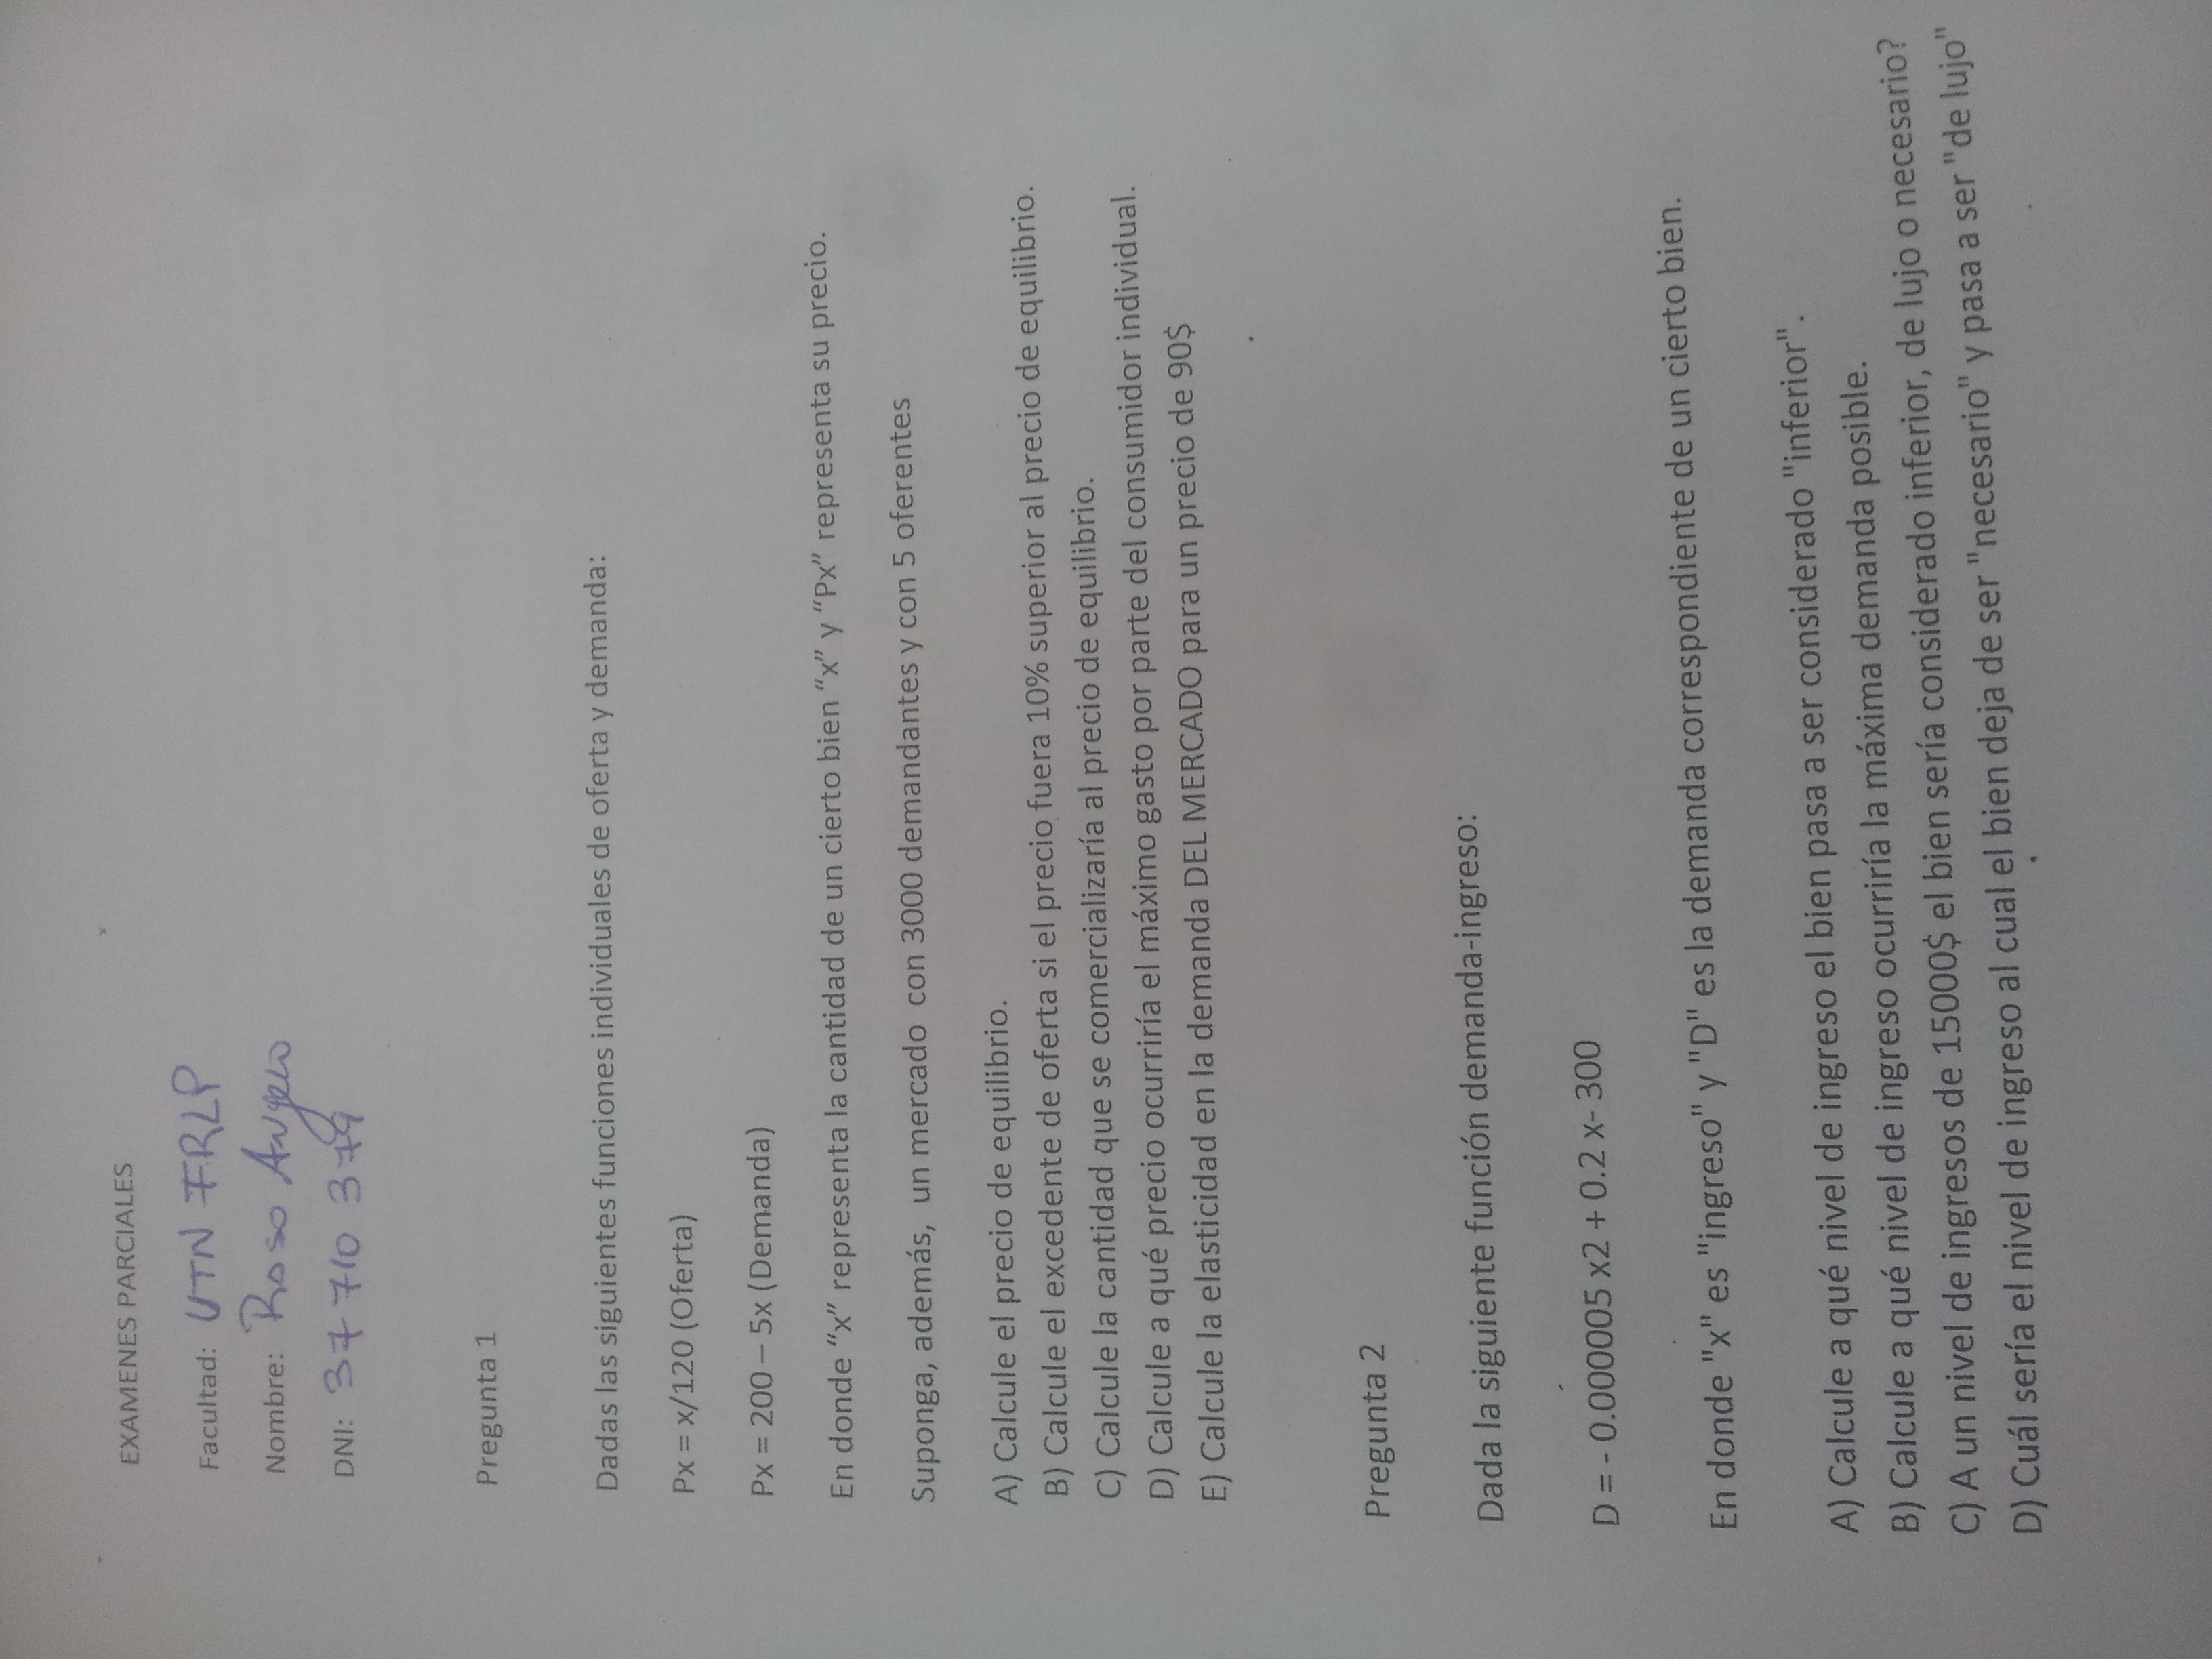 EXAMENES PARCIALES
Facultad: UTN FRLP
Nombre: Roso Angelo
DNI: 37 710 379
Pregunta 1
Dadas las siguientes funciones individuales de oferta y demanda:
Px = x/120 (Oferta)
Px = 200 – 5x (Demanda)
En donde “x” representa la cantidad de un cierto bien “x” y “Px” representa su precio.
Suponga, además, un mercado con 3000 demandantes y con 5 oferentes
A) Calcule el precio de equilibrio.
B) Calcule el excedente de oferta si el precio fuera 10% superior al precio de equilibrio.
C) Calcule la cantidad que se comercializaría al precio de equilibrio.
D) Calcule a qué precio ocurriría el máximo gasto por parte del consumidor individual.
E) Calcule la elasticidad en la demanda DEL MERCADO para un precio de 90$
Pregunta 2
Dada la siguiente función demanda-ingreso:
D = - 0.000005 x2 + 0.2 x- 300
En donde "x" es "ingreso" y "D" es la demanda correspondiente de un cierto bien.
A) Calcule a qué nivel de ingreso el bien pasa a ser considerado "inferior".
B) Calcule a qué nivel de ingreso ocurriría la máxima demanda posible.
C) A un nivel de ingresos de 15000$ el bien sería considerado inferior, de lujo o necesario?
D) Cuál sería el nivel de ingreso al cual el bien deja de ser "necesario" y pasa a ser "de lujo"